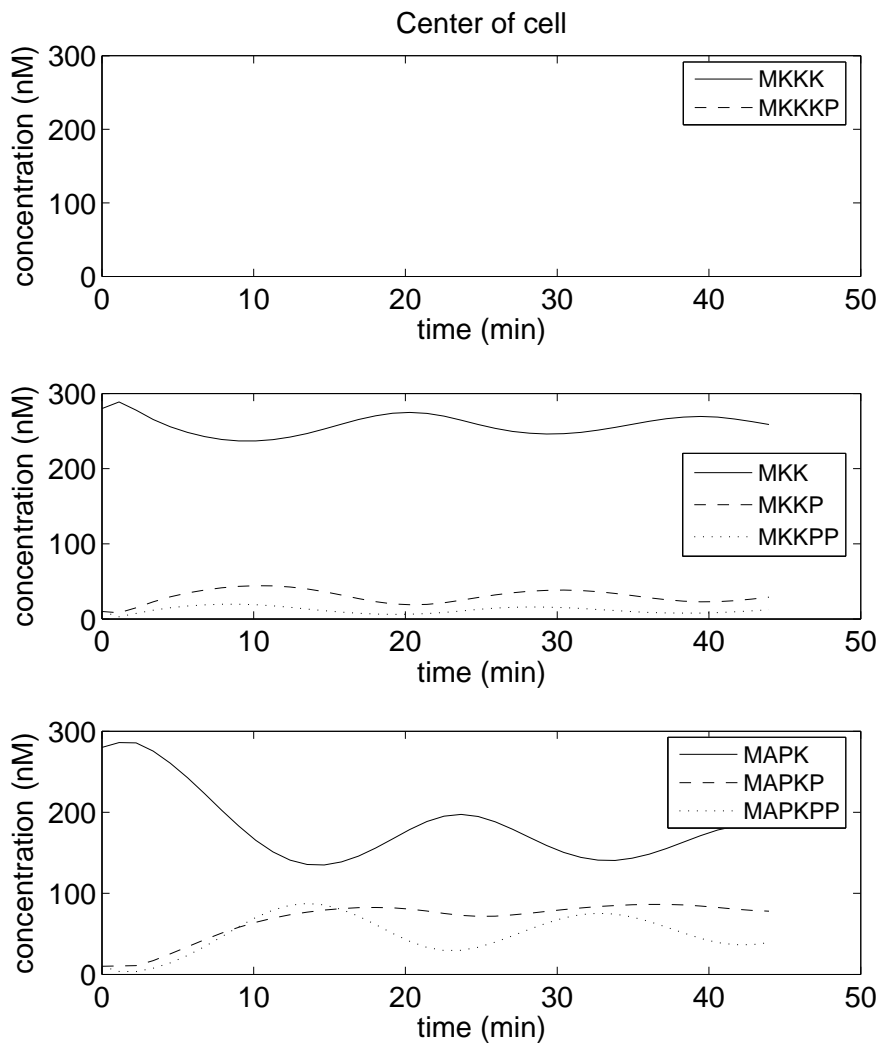 Center of cell
concentration (nM)
300
200
100
0
MKKK
MKKKP
0 10 20 30 40 50
time (min)
concentration (nM)
300
200
100
0
MKK
MKKP
MKKPP
0 10 20 30 40 50
time (min)
concentration (nM)
300
200
100
0
MAPK
MAPKP
MAPKPP
0 10 20 30 40 50
time (min)